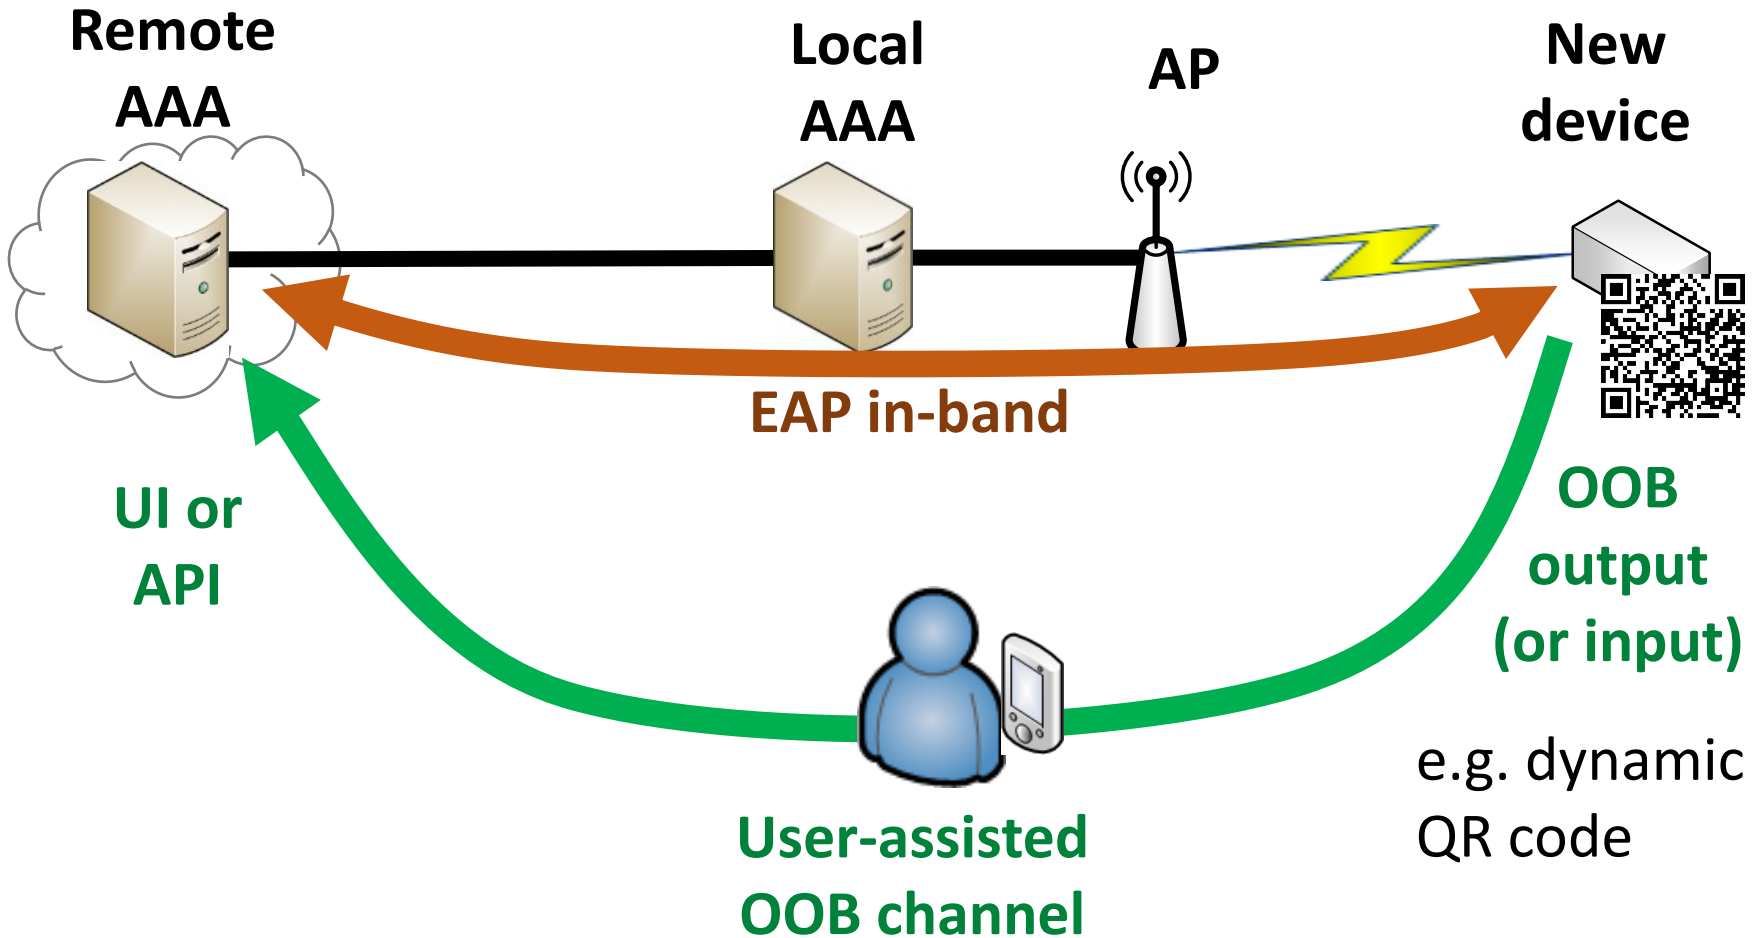 Remote
AAA
Local
AAA
AP
New
device
EAP in-band
UI or
API
OOB
output
(or input)
e.g. dynamic
QR code
User-assisted
OOB channel